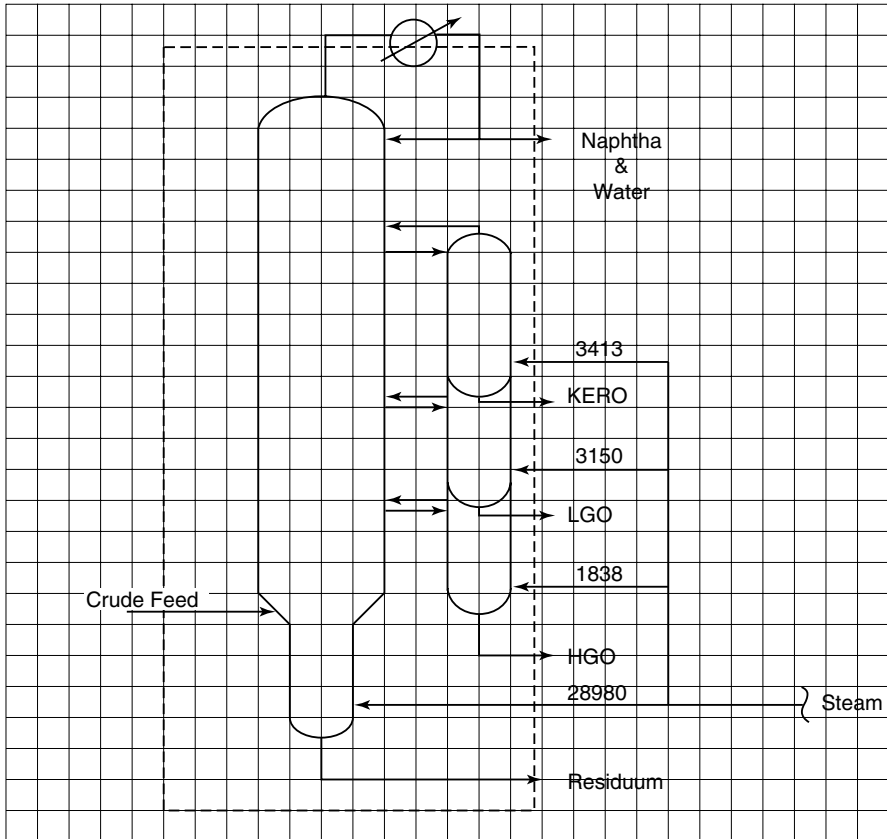 Naphtha
&
Water
3413
KERO
3150
LGO
1838
Crude Feed
HGO
28980
Steam
Residuum